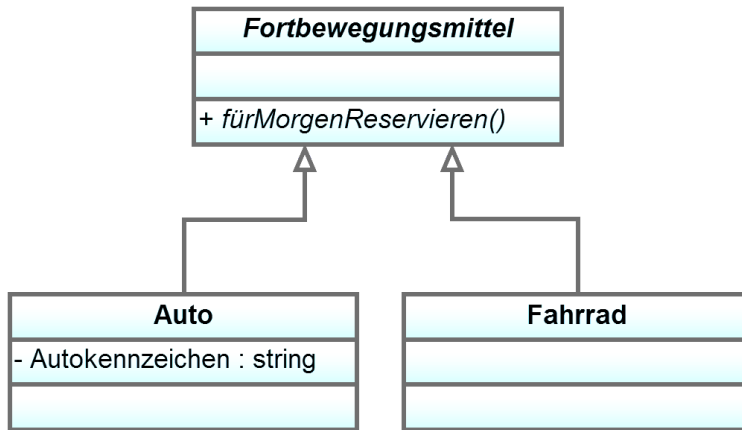 Fortbewegungsmittel
+ fürMorgenReservieren()
Auto
- Autokennzeichen : string
Fahrrad